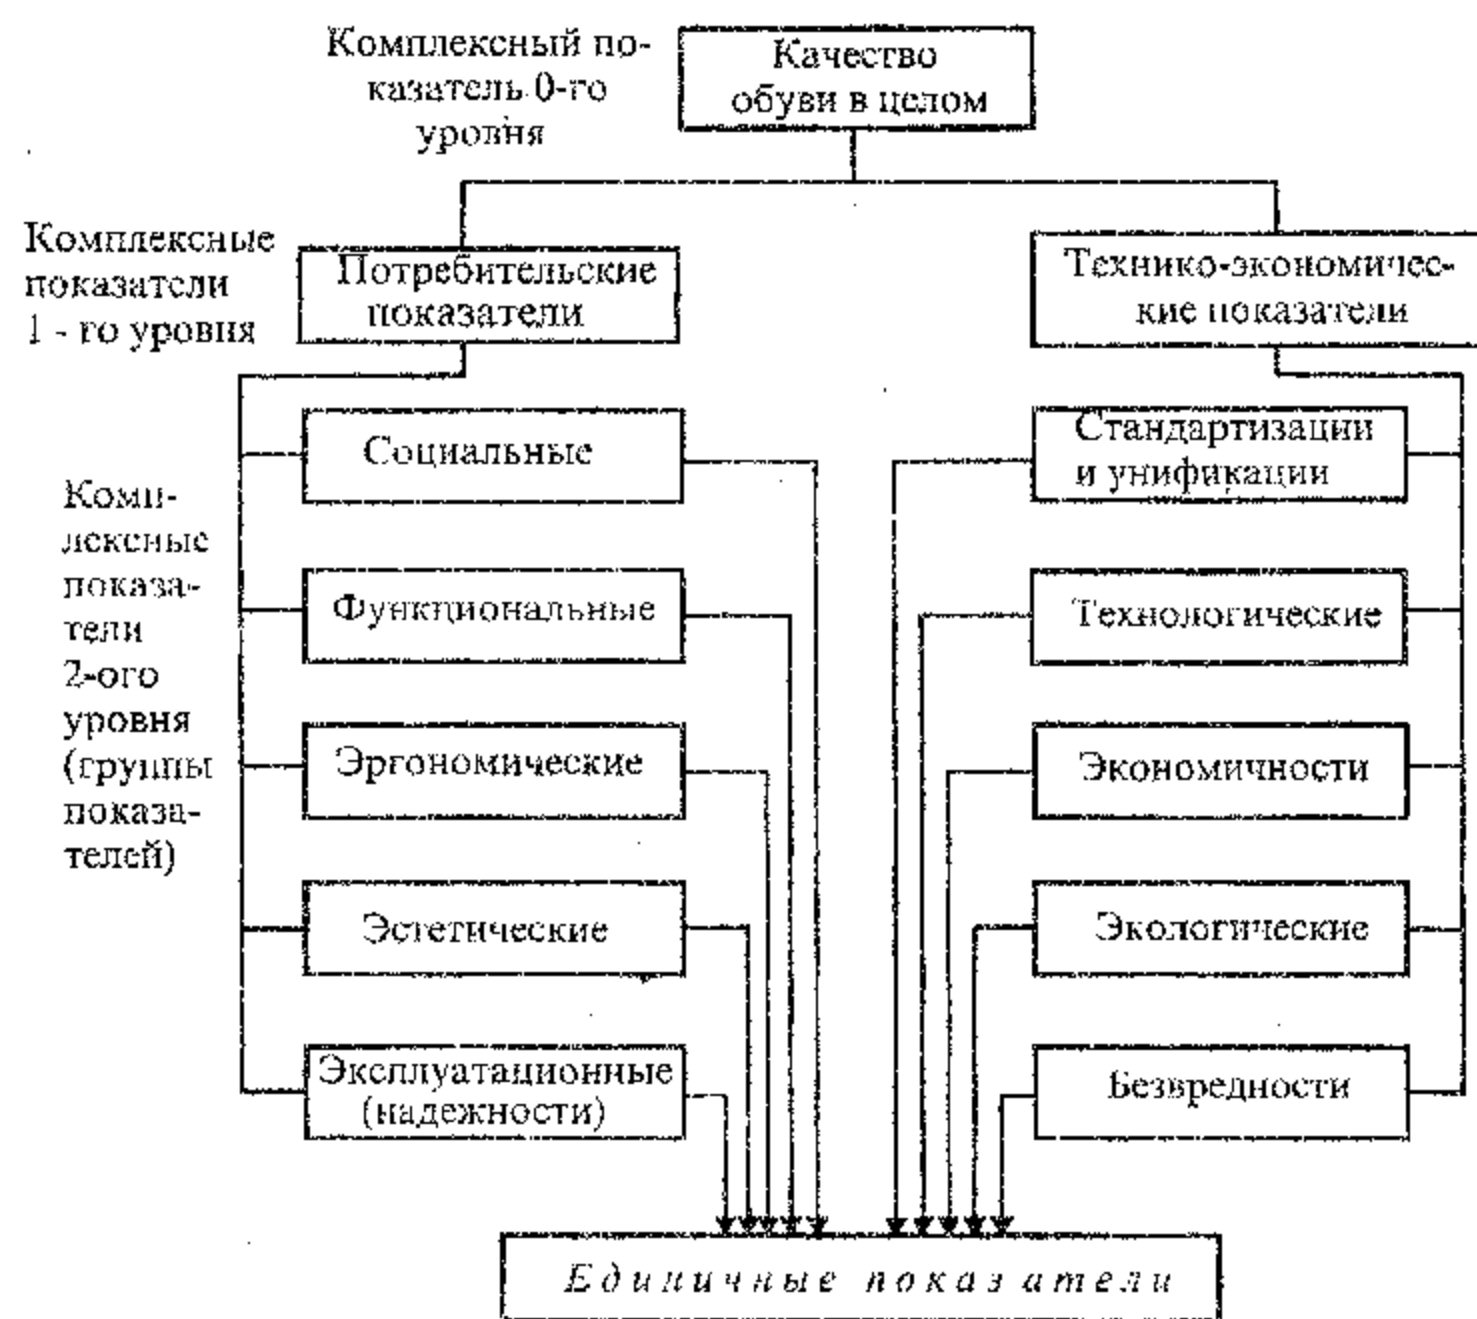 Комплексный по-
казатель 0-го
уровня
Качество
обуви в целом
Комплексные
показатели
1 - го уровня
Потребительские
показатели
Технико-экономичес-
кие показатели
Комп-
лексные
показа-
тели
2-ого
уровня
(группы
показа-
телей)
Социальные
Функциональные
Эргономические
Эстетические
Эксплуатационные
(надежности)
Стандартизации
и унификации
Технологические
Экономичности
Экологические
Безвредности
Единичные показатели